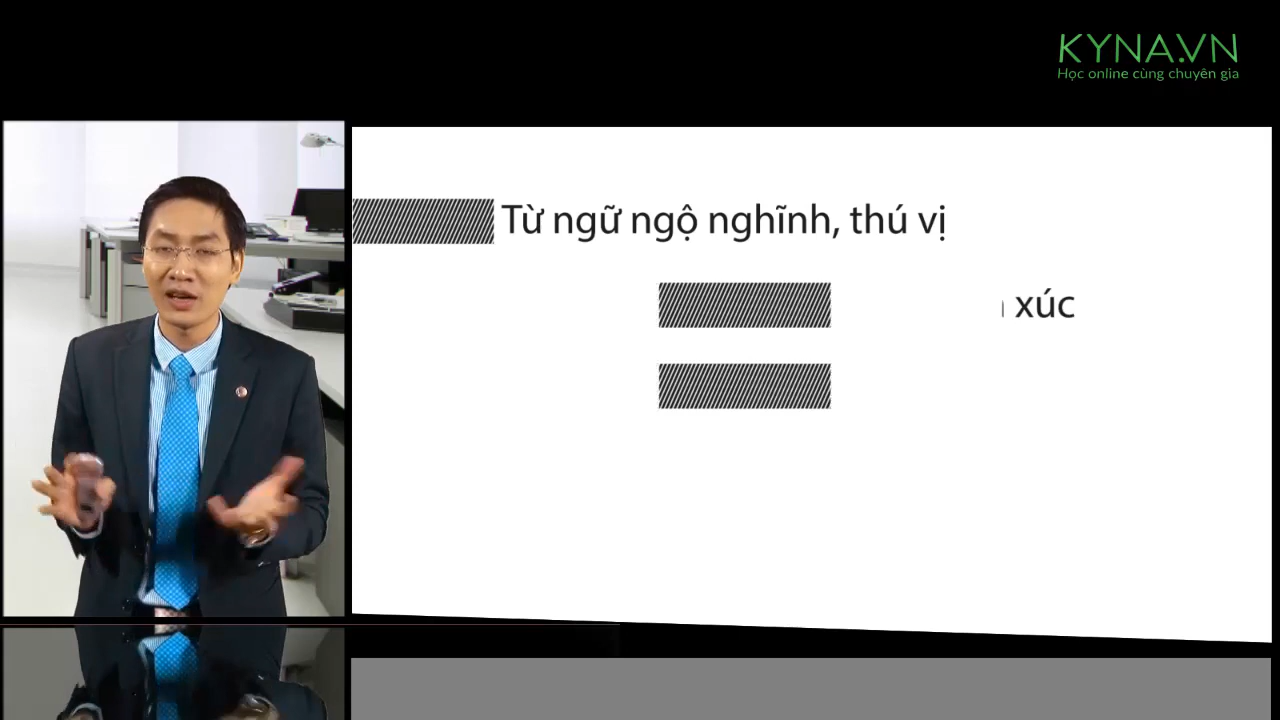 KYNA.VN
Học online cùng chuyên gia
Từ ngữ ngộ nghĩnh, thú vị
xúc